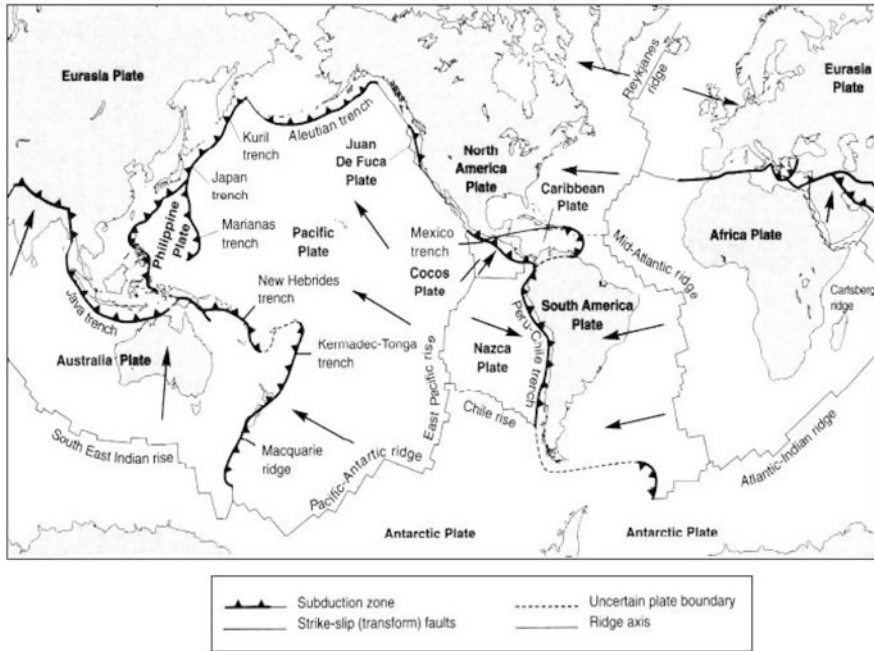 Eurasia Plate
Reykjanes
ridge
Eurasia
Plate
Kuril
trench
Aleutian trench
Juan
De Fuca
Plate
North
America
Plate
Japan
trench
Caribbean
Plate
Philippine
Plate
Marianas
trench
Pacific
Plate
Mexico
trench
Cocos
Plate
Mid-Atlantic ridge
Africa Plate
Carlsberg
ridge
New Hebrides
trench
Java trench
Peru-Chile trench
South America
Plate
Kermadec-Tonga
trench
Nazca
Plate
Australia Plate
East Pacific rise
Chile rise
South East Indian rise
Macquarie
ridge
Pacific-Antartic ridge
Atlantic-Indian ridge
Antarctic Plate
Antarctic Plate
Subduction zone
Uncertain plate boundary
Strike-slip (transform) faults
Ridge axis